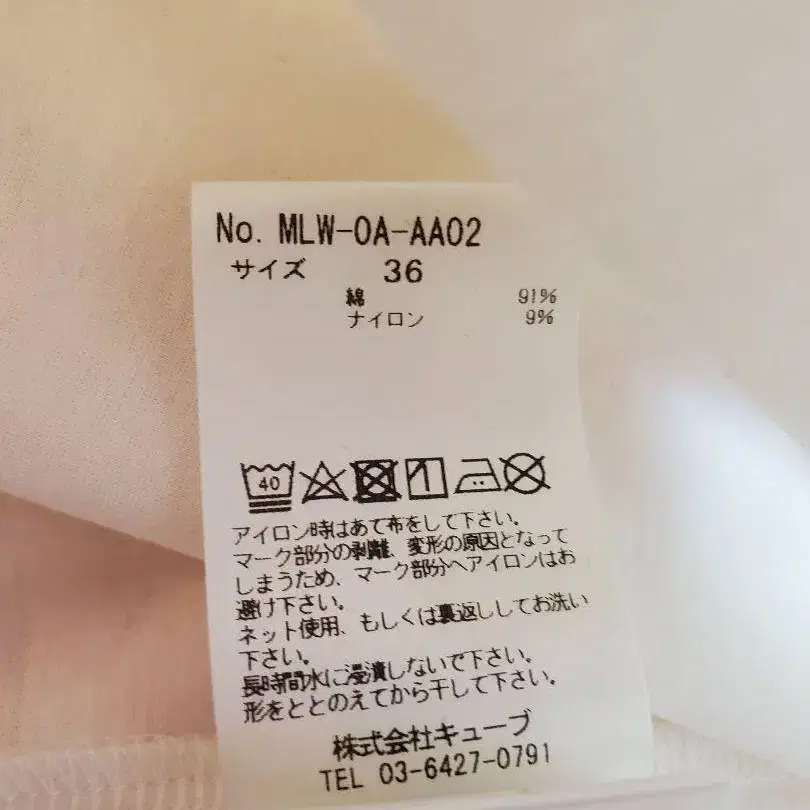 No. MLW-0A-AA02
サイズ 36
綿 91%
ナイロン 9%
40
アイロン時はあて布をして下さい。
マーク部分の剥離、変形の原因となって
しまうため、マーク部分へアイロンはお
避け下さい。
ネット使用、もしくは裏返ししてお洗い
下さい。
長時間水に浸漬しないで下さい。
形をととのえてから干して下さい。
株式会社キューブ
TEL 03-6427-0791